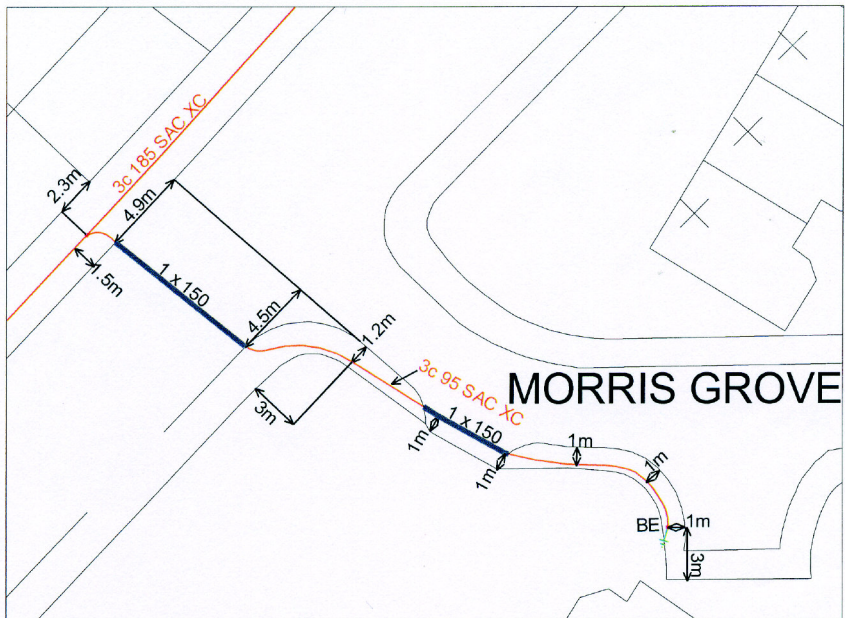 3c 185 SAC XC
2.3m
4.9m
1.5m
1 x 150
4.5m
1.2m
3c 95 SAC XC
MORRIS GROVE
3m
1 x 150
1m
1m
1m
1m
BE
1m
3m